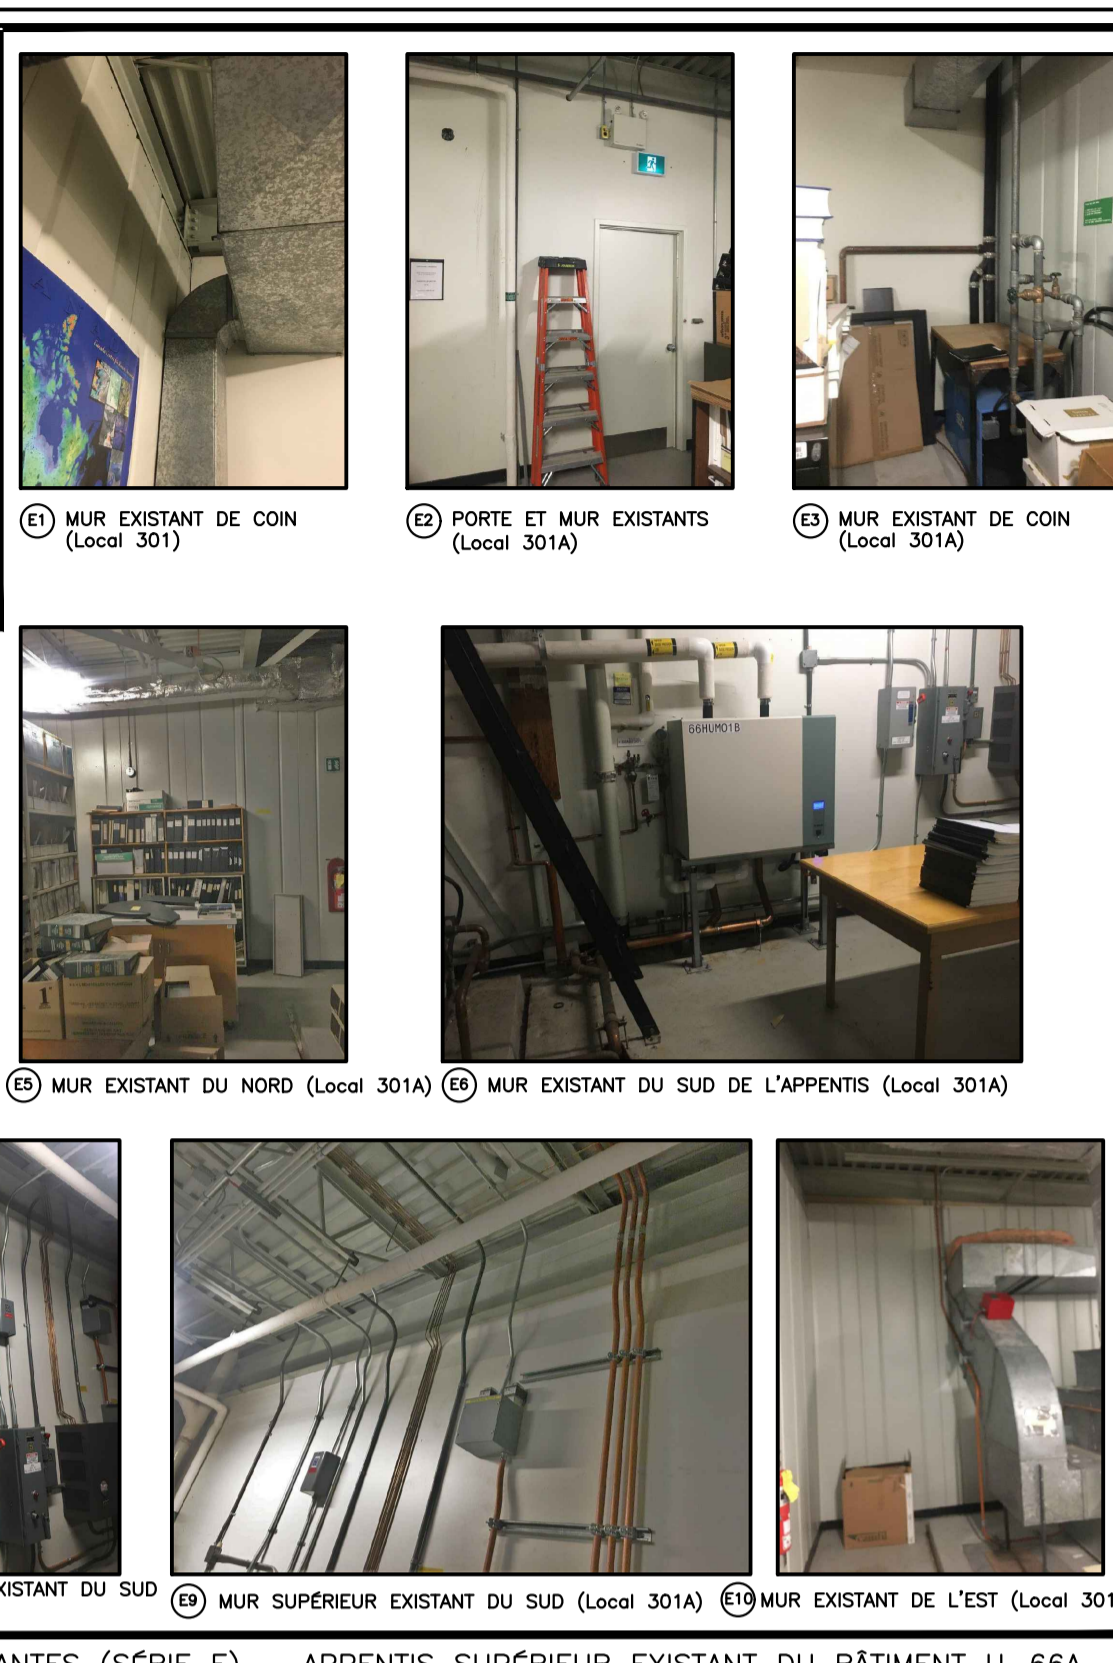 E1 MUR EXISTANT DE COIN
(Local 301)
E2 PORTE ET MUR EXISTANTS
(Local 301A)
E3 MUR EXISTANT DE COIN
(Local 301A)
66HUM01B
1
E5 MUR EXISTANT DU NORD (Local 301A)
E6 MUR EXISTANT DU SUD DE L'APPENTIS (Local 301A)
XISTANT DU SUD
E9 MUR SUPÉRIEUR EXISTANT DU SUD (Local 301A)
E10 MUR EXISTANT DE L'EST (Local 301
ANTES (SÉRIE E) APPENTIS SUPÉRIEUR EXISTANT DU BÂTIMENT U-66A